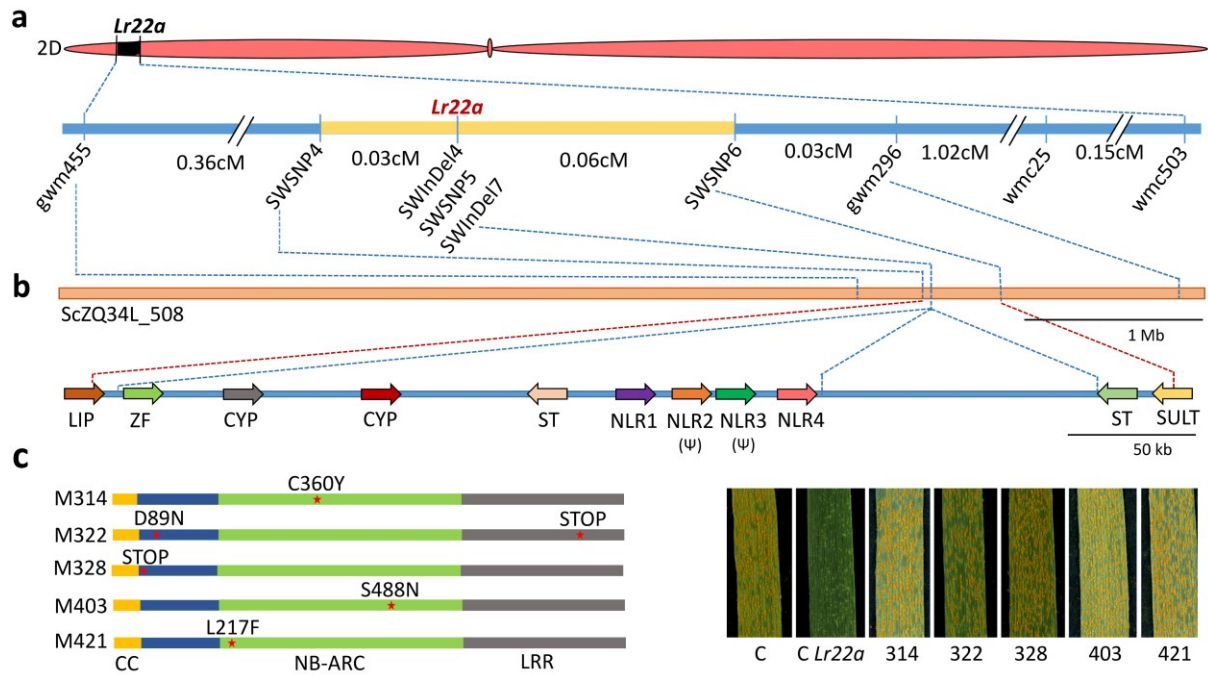 a
Lr22a
2D
Lr22a
0.36cM
0.03cM
0.06cM
0.03cM
1.02cM
0.15cM
gwm455
SWSNP4
SWInDel4
SWSNP5
SWInDel7
SWSNP6
gwm296
wmc25
wmc503
b
ScZQ34L_508
1 Mb
LIP
ZF
CYP
CYP
ST
NLR1
NLR2
(Ψ)
NLR3
(Ψ)
NLR4
ST
SULT
50 kb
c
M314
C360Y
M322
D89N
STOP
M328
STOP
M403
S488N
M421
L217F
CC
NB-ARC
LRR
C
C Lr22a
314
322
328
403
421